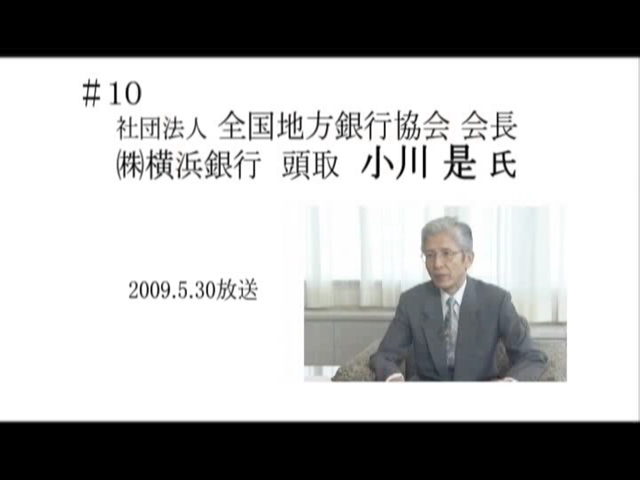 #10
社団法人 全国地方銀行協会 会長
㈱横浜銀行 頭取 小川 是 氏
2009.5.30放送